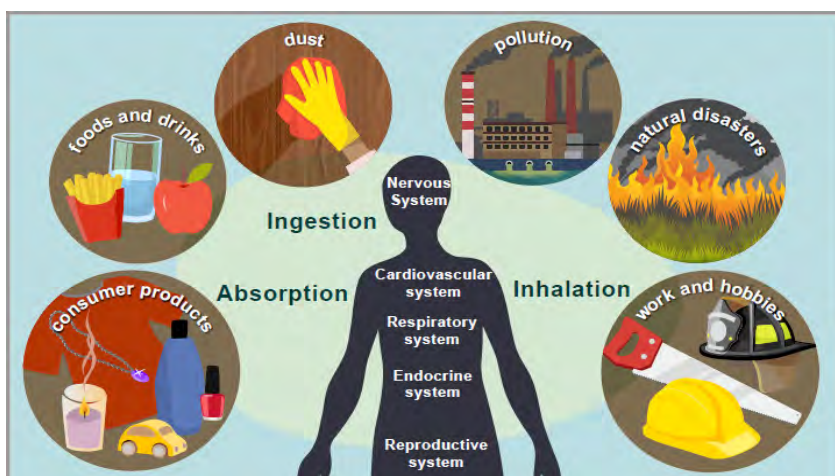 dust
pollution
foods and drinks
natural disasters
Nervous
System
Ingestion
Absorption
Cardiovascular
system
Inhalation
consumer products
work and hobbies
Respiratory
system
Endocrine
system
Reproductive
system